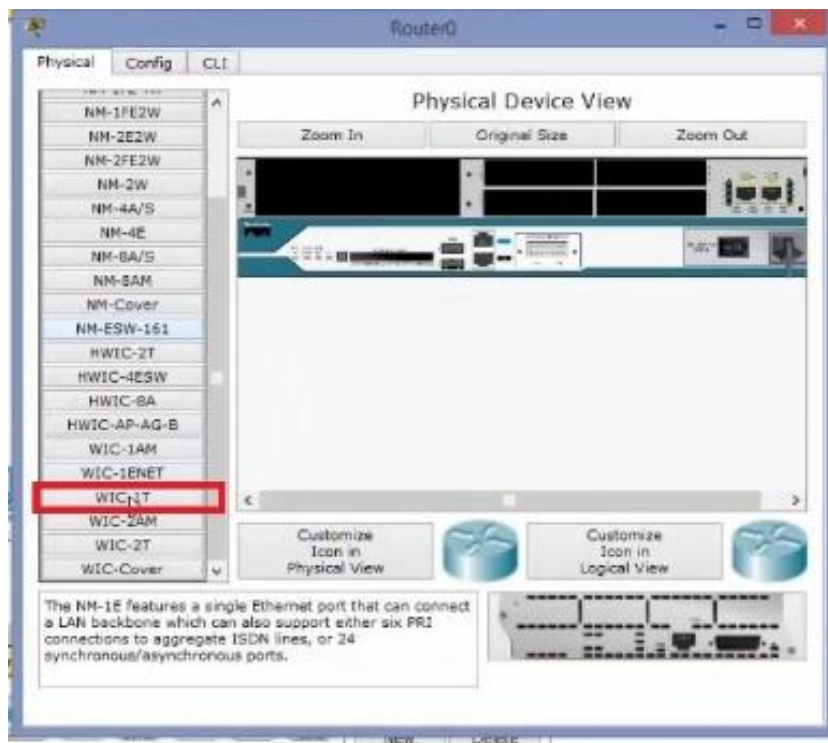 Router0
Physical Config CLI
NM-1FE2W
NM-2E2W
NM-2FE2W
NM-2W
NM-4A/S
NM-4E
NM-8A/S
NM-8AM
NM-Cover
NM-ESW-161
HWIC-2T
HWIC-4ESW
HWIC-8A
HWIC-AP-AG-B
WIC-1AM
WIC-1ENET
WIC-1T
WIC-2AM
WIC-2T
WIC-Cover
Physical Device View
Zoom In Original Size Zoom Out
Customize
Icon in
Physical View
Customize
Icon in
Logical View
The NM-1E features a single Ethernet port that can connect
a LAN backbone which can also support either six PRI
connections to aggregate ISDN lines, or 24
synchronous/asynchronous ports.